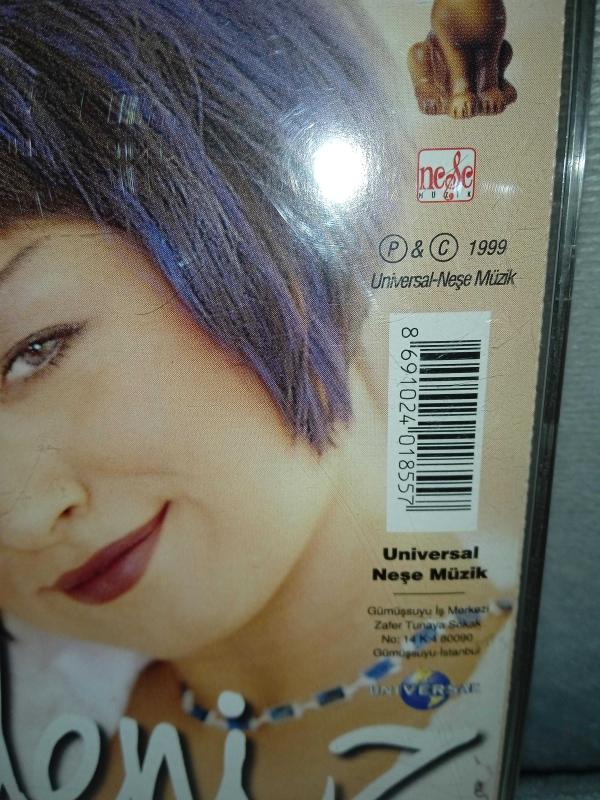 neşe
MÜZİK
Ⓟ & Ⓒ 1999
Universal-Neşe Müzik
8 691024 018557
Universal
Neşe Müzik
Gümüşsuyu İş Merkezi
Zafer Tunaya Sokak
No: 14 K:4 80090
Gümüşsuyu-İstanbul
UNIVERSAL
deniz